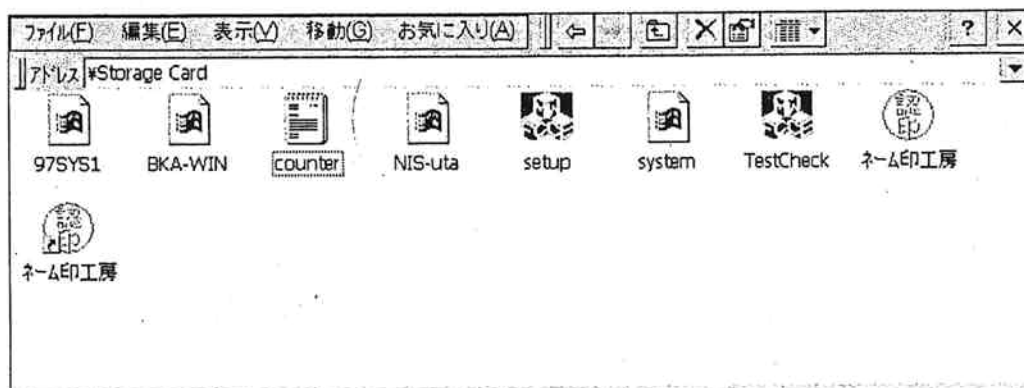 ファイル(F) 編集(E) 表示(V) 移動(G) お気に入り(A) ? ×
アドレス ¥Storage Card
97SYS1 BKA-WIN counter NIS-uta setup system TestCheck ネーム印工房
ネーム印工房